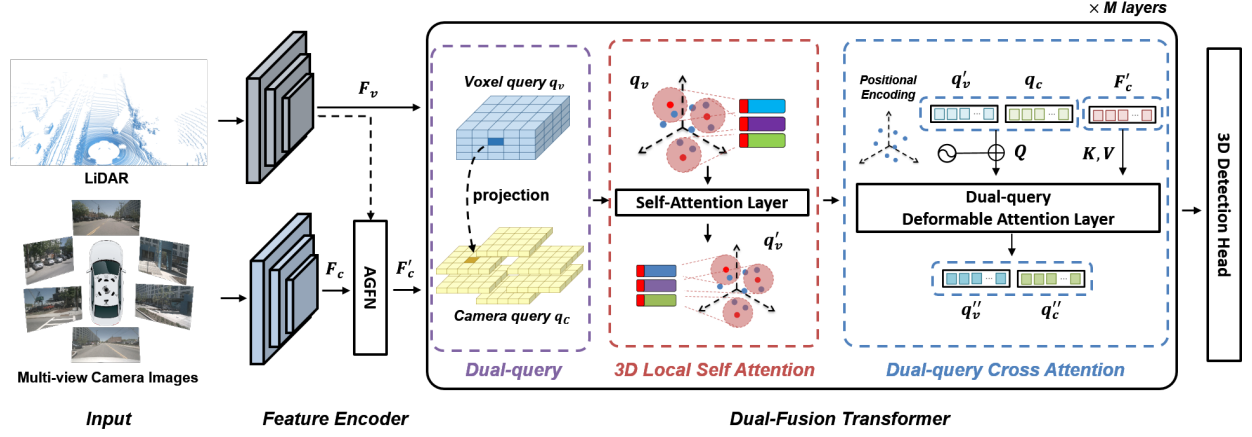 × M layers
LiDAR
Multi-view Camera Images
Input
F_v
F_c
AGFN
F'_c
Feature Encoder
Voxel query q_v
projection
Camera query q_c
Dual-query
q_v
Self-Attention Layer
q'_v
3D Local Self Attention
Positional
Encoding
q'_v
q_c
F'_c
Q
K, V
Dual-query
Deformable Attention Layer
q''_v
q''_c
Dual-query Cross Attention
Dual-Fusion Transformer
3D Detection Head